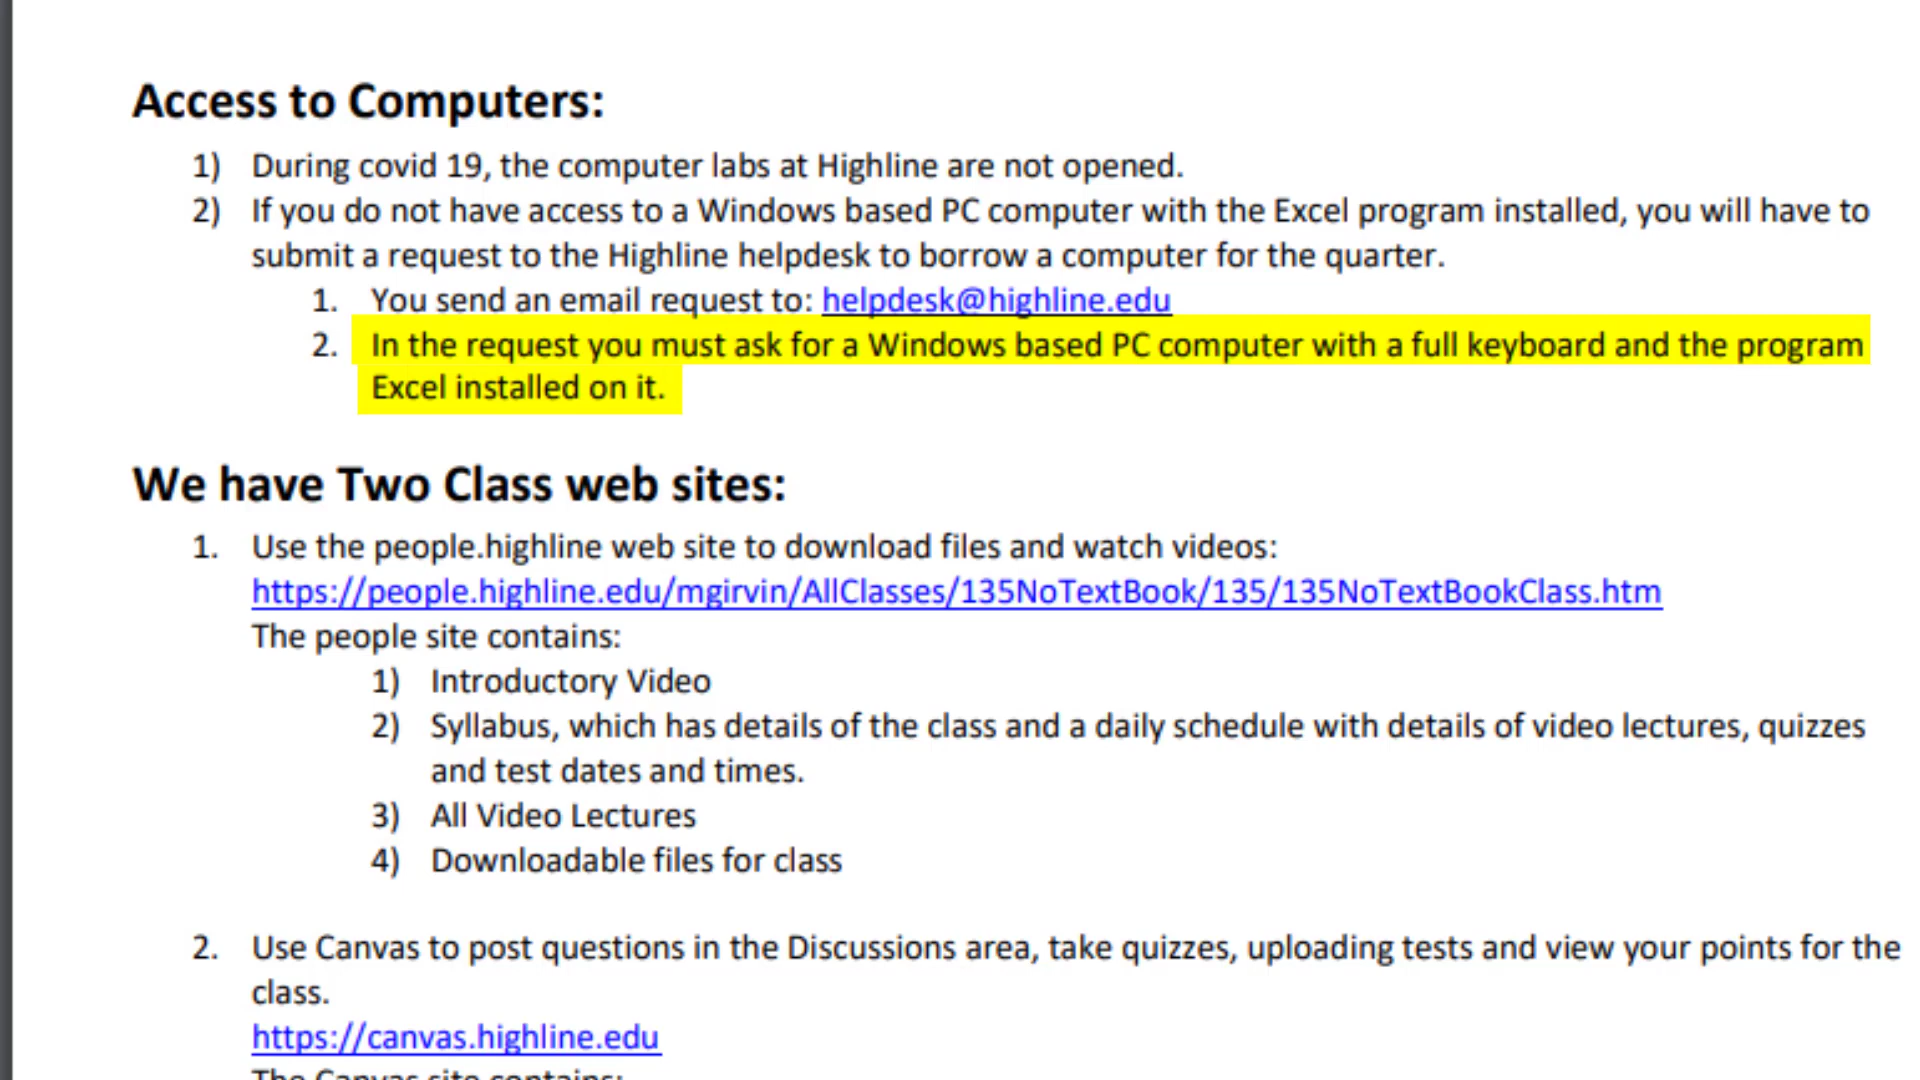 Access to Computers:
1) During covid 19, the computer labs at Highline are not opened.
2) If you do not have access to a Windows based PC computer with the Excel program installed, you will have to
submit a request to the Highline helpdesk to borrow a computer for the quarter.
1. You send an email request to: helpdesk@highline.edu
2. In the request you must ask for a Windows based PC computer with a full keyboard and the program
Excel installed on it.
We have Two Class web sites:
1. Use the people.highline web site to download files and watch videos:
https://people.highline.edu/mgirvin/AllClasses/135NoTextBook/135/135NoTextBookClass.htm
The people site contains:
1) Introductory Video
2) Syllabus, which has details of the class and a daily schedule with details of video lectures, quizzes
and test dates and times.
3) All Video Lectures
4) Downloadable files for class
2. Use Canvas to post questions in the Discussions area, take quizzes, uploading tests and view your points for the
class.
https://canvas.highline.edu
The Canvas site contains: